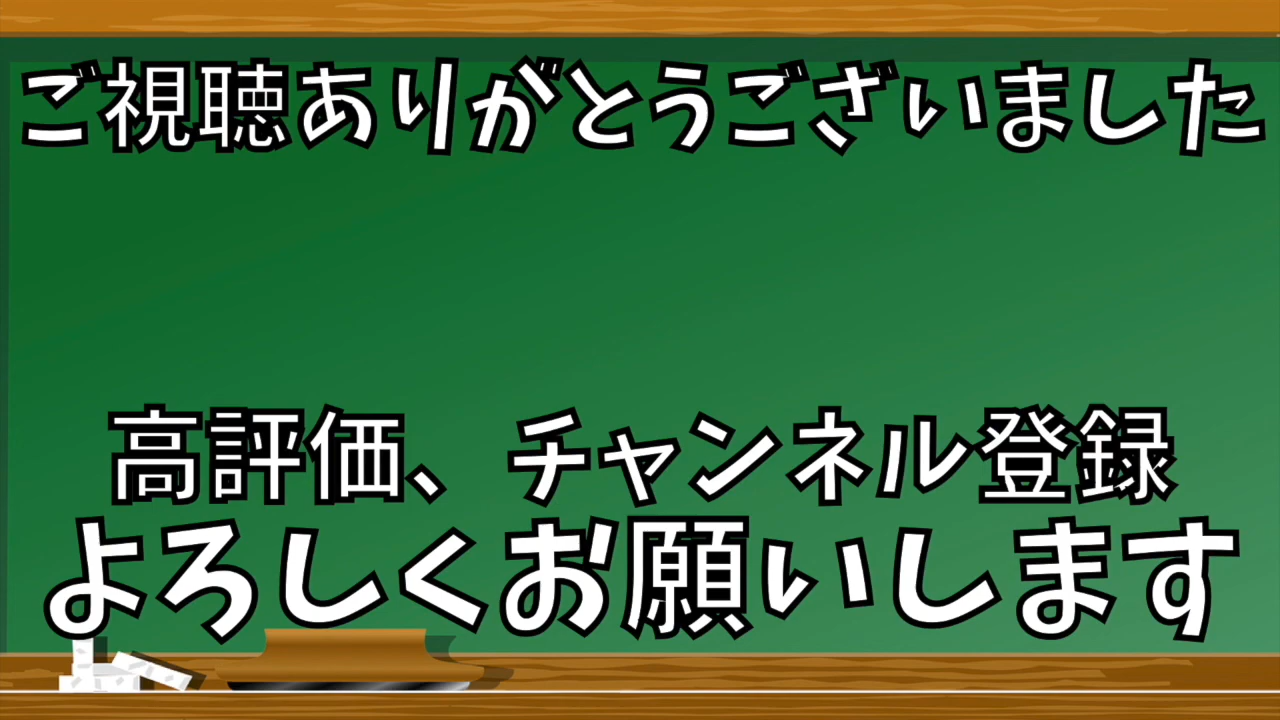 ご視聴ありがとうございました
高評価、チャンネル登録
よろしくお願いします